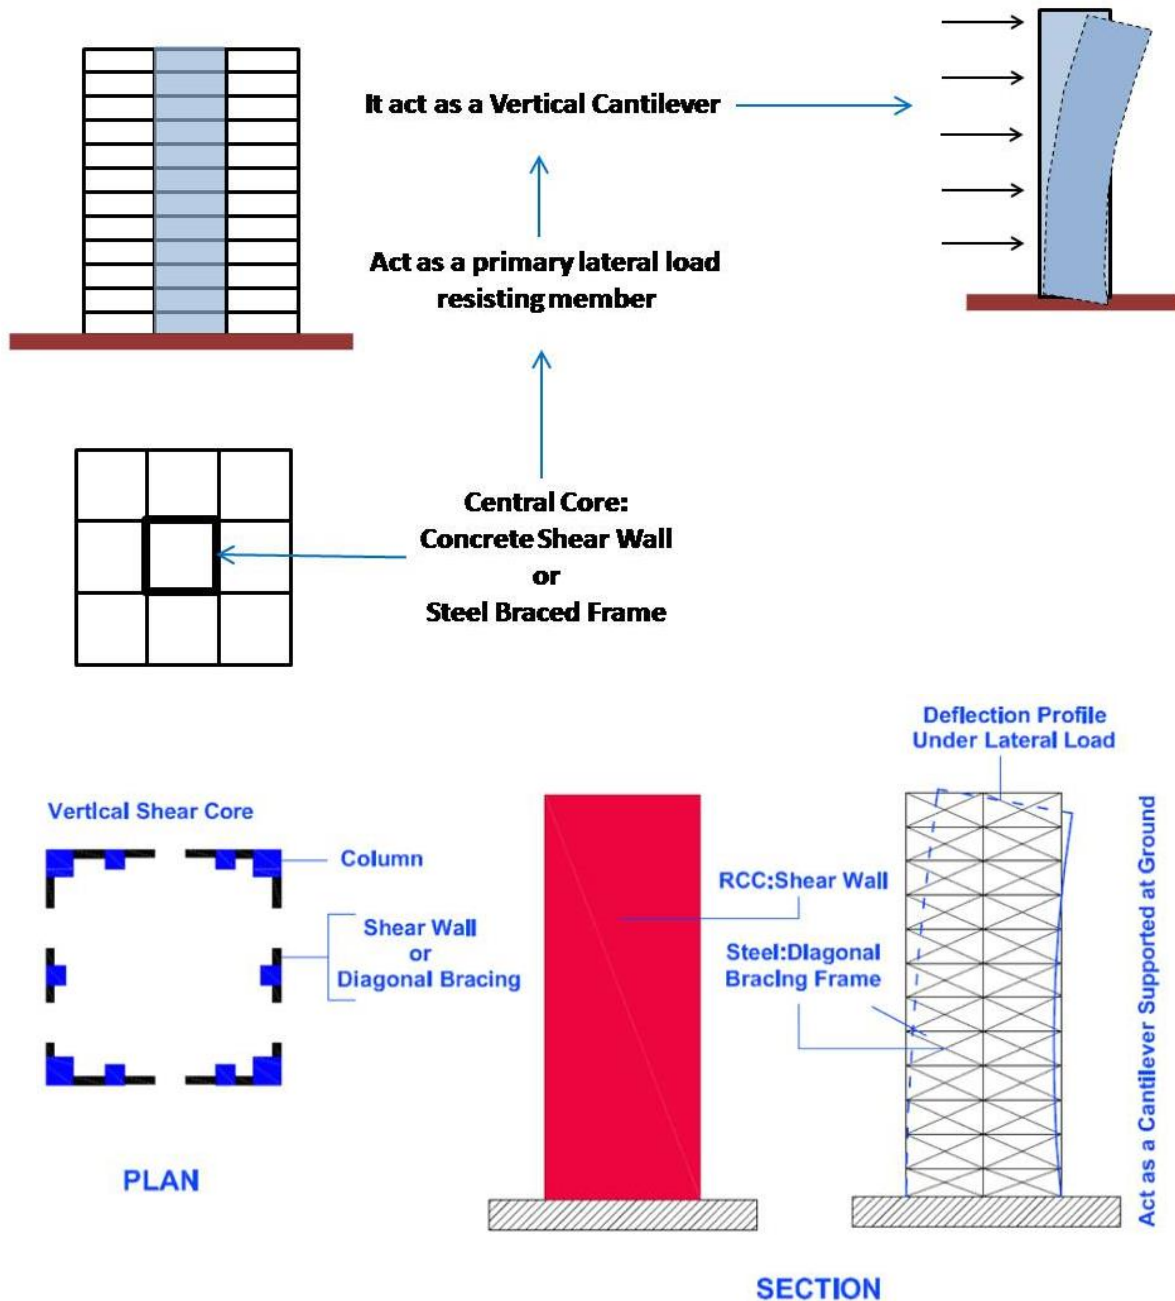 It act as a Vertical Cantilever
Act as a primary lateral load
resisting member
Central Core:
Concrete Shear Wall
or
Steel Braced Frame
Deflection Profile
Under Lateral Load
Vertical Shear Core
Column
Shear Wall
or
Diagonal Bracing
PLAN
RCC:Shear Wall
Steel:Diagonal
Bracing Frame
Act as a Cantilever Supported at Ground
SECTION